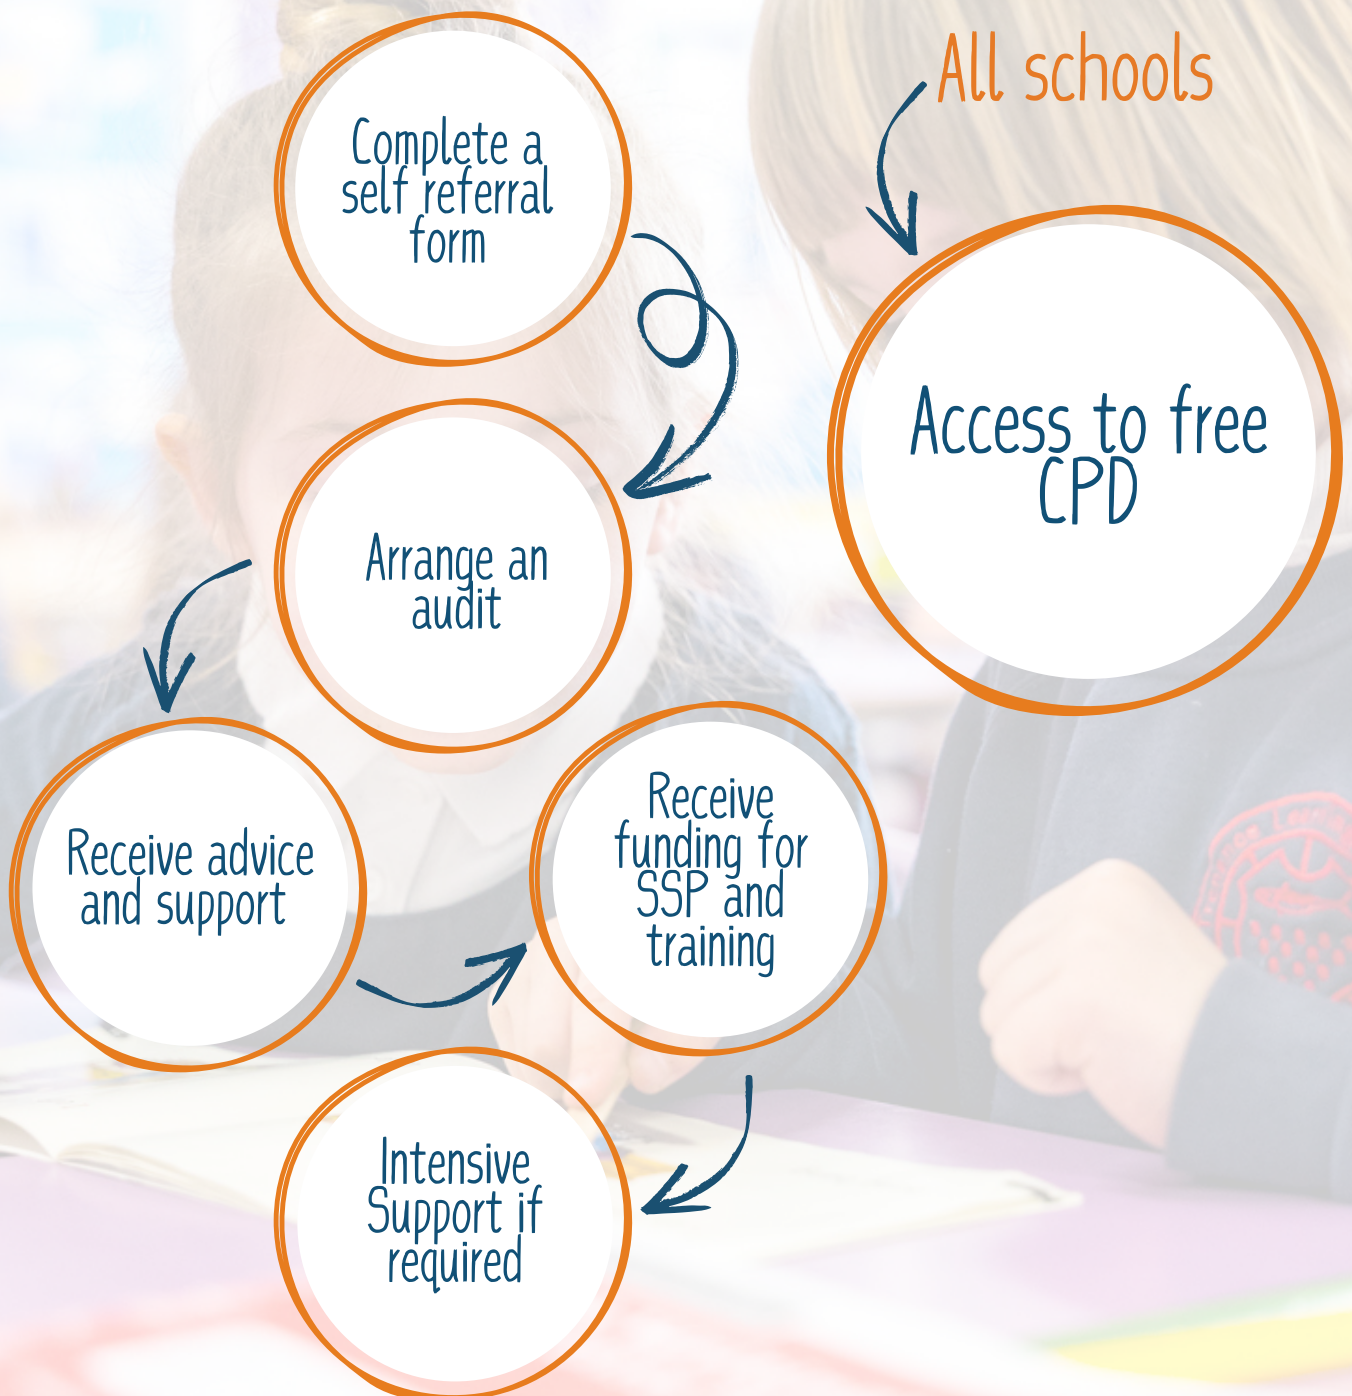 Complete a
self referral
form
Arrange an
audit
Receive advice
and support
Receive
funding for
SSP and
training
Intensive
Support if
required
All schools
Access to free
CPD